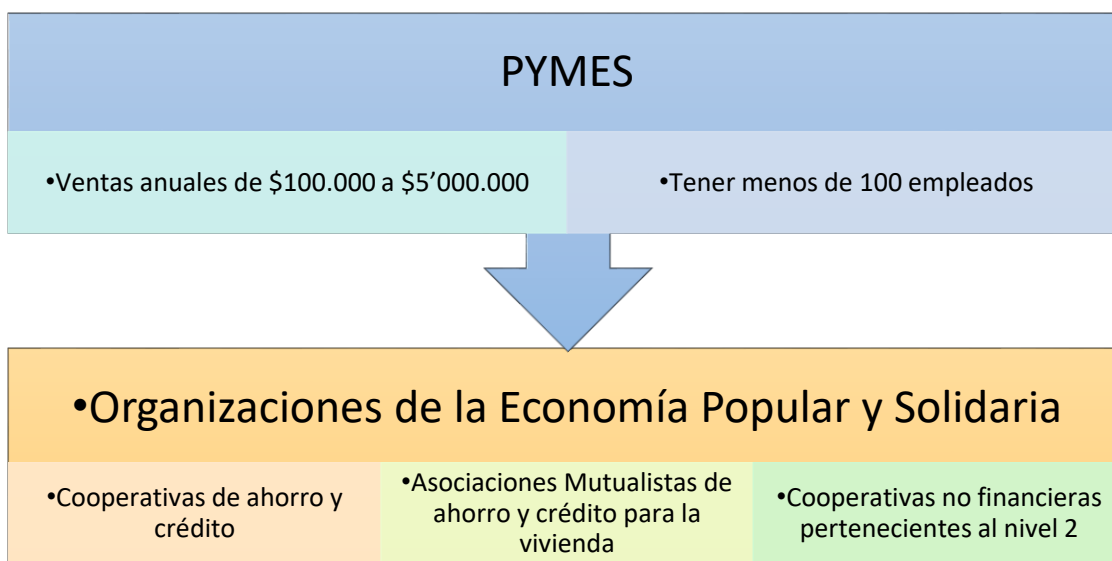 PYMES
•Ventas anuales de $100.000 a $5’000.000
•Tener menos de 100 empleados
•Organizaciones de la Economía Popular y Solidaria
•Cooperativas de ahorro y
crédito
•Asociaciones Mutualistas de
ahorro y crédito para la
vivienda
•Cooperativas no financieras
pertenecientes al nivel 2